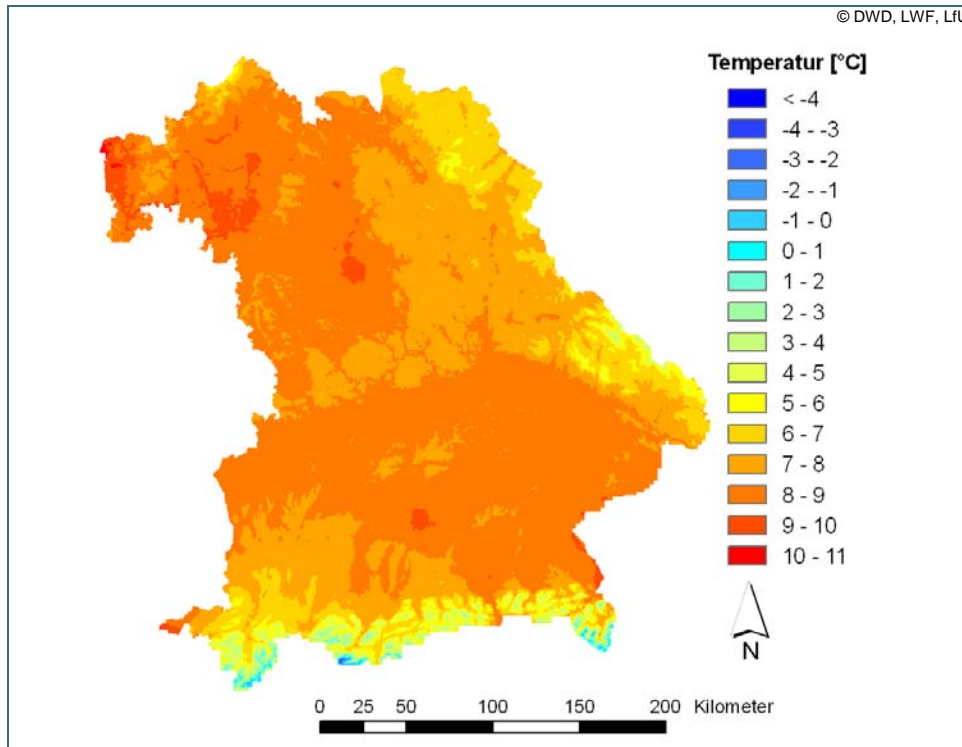 © DWD, LWF, LfU
Temperatur [°C]
< -4
-4 - -3
-3 - -2
-2 - -1
-1 - 0
0 - 1
1 - 2
2 - 3
3 - 4
4 - 5
5 - 6
6 - 7
7 - 8
8 - 9
9 - 10
10 - 11
N
0 25 50 100 150 200 Kilometer